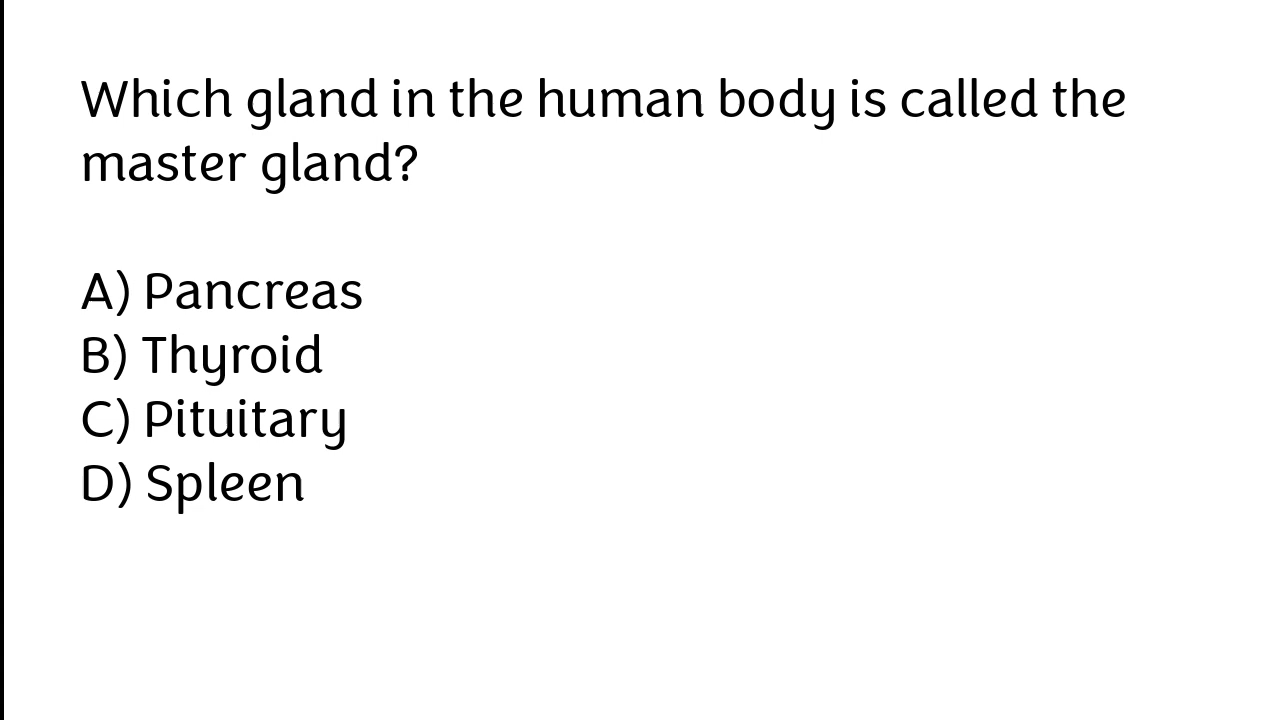 Which gland in the human body is called the
master gland?
A) Pancreas
B) Thyroid
C) Pituitary
D) Spleen